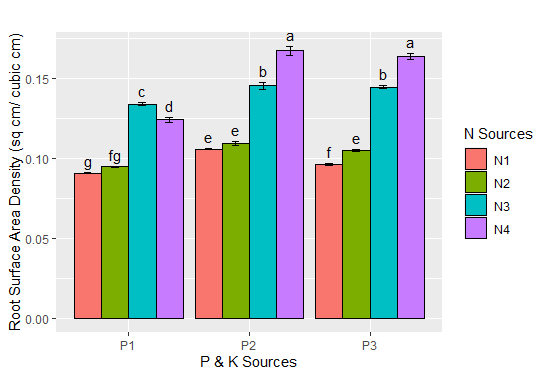 Root Surface Area Density (sq cm/ cubic cm)
0.15
0.10
0.05
0.00
g fg c d
e e b a
f e b a
P1 P2 P3
P & K Sources
N Sources
N1
N2
N3
N4